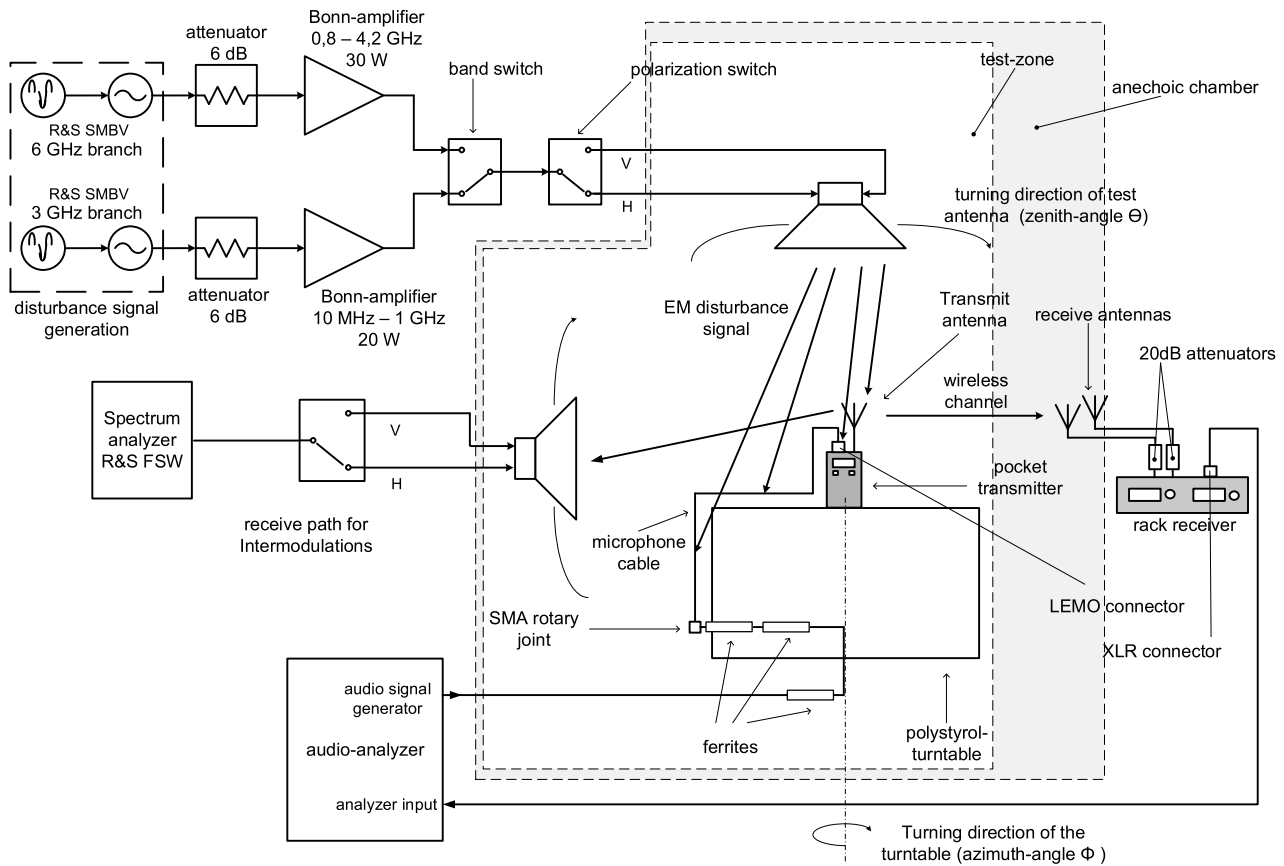 Bonn-amplifier
0,8 – 4,2 GHz
30 W
attenuator
6 dB
band switch
polarization switch
test-zone
anechoic chamber
R&S SMBV
6 GHz branch
V
H
R&S SMBV
3 GHz branch
turning direction of test
antenna (zenith-angle Θ)
disturbance signal
generation
attenuator
6 dB
Bonn-amplifier
10 MHz – 1 GHz
20 W
EM disturbance
signal
Transmit
antenna
receive antennas
20dB attenuators
wireless
channel
Spectrum
analyzer
R&S FSW
V
H
pocket
transmitter
rack receiver
receive path for
Intermodulations
microphone
cable
LEMO connector
SMA rotary
joint
XLR connector
audio signal
generator
audio-analyzer
analyzer input
ferrites
polystyrol-
turntable
Turning direction of the
turntable (azimuth-angle Φ )